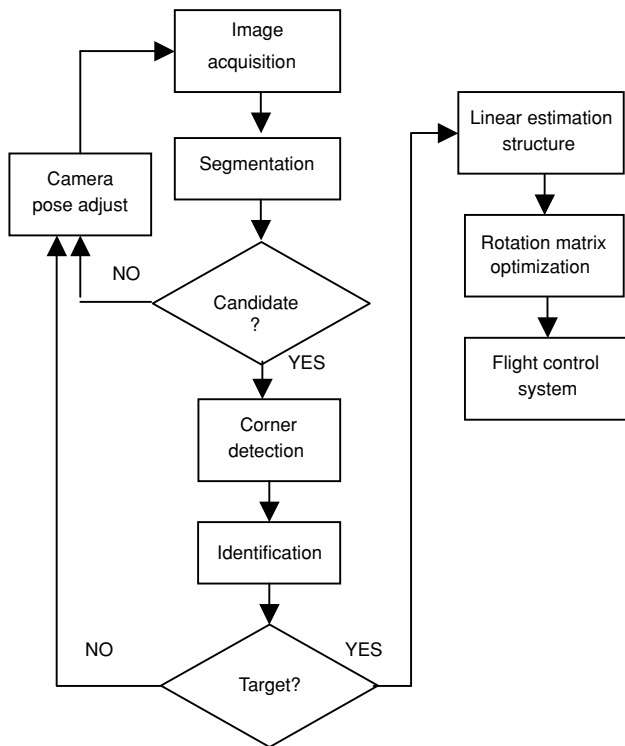 Image
acquisition
Segmentation
Camera
pose adjust
NO
Candidate
?
YES
Corner
detection
Identification
NO
YES
Target?
Linear estimation
structure
Rotation matrix
optimization
Flight control
system